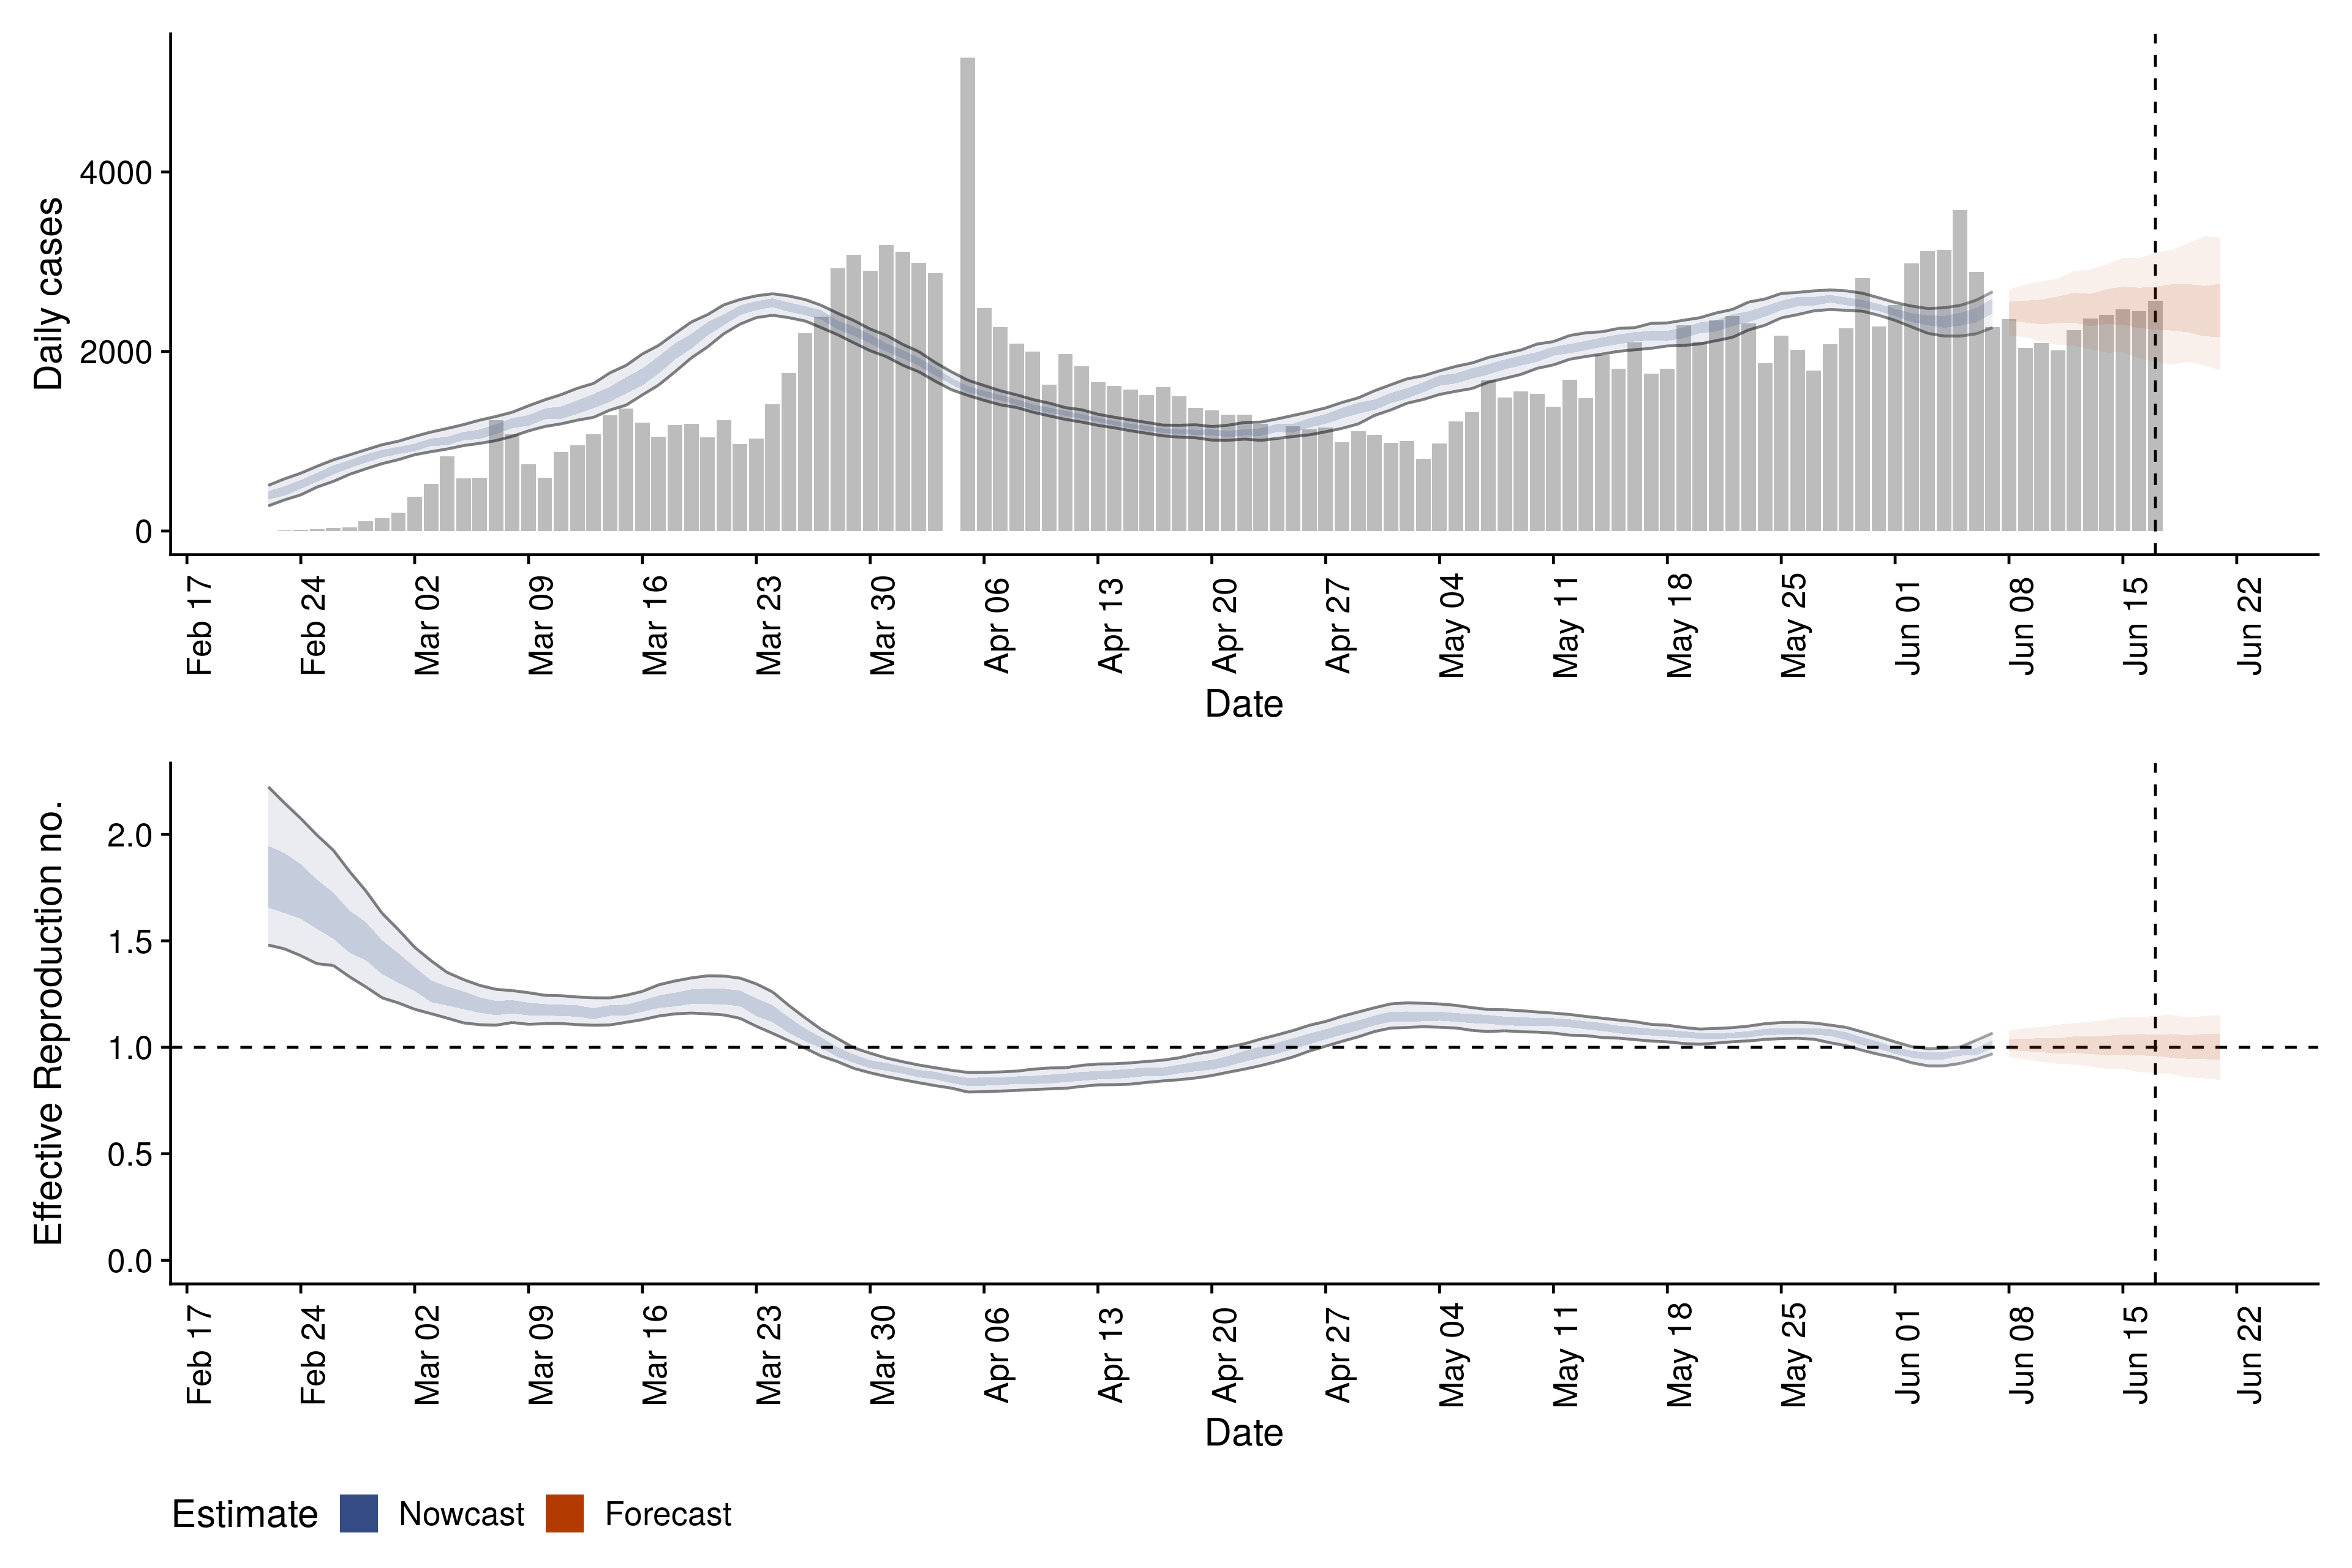 Daily cases
4000
2000
0
Feb 17
Feb 24
Mar 02
Mar 09
Mar 16
Mar 23
Mar 30
Apr 06
Apr 13
Apr 20
Apr 27
May 04
May 11
May 18
May 25
Jun 01
Jun 08
Jun 15
Jun 22
Date
Effective Reproduction no.
2.0
1.5
1.0
0.5
0.0
Feb 17
Feb 24
Mar 02
Mar 09
Mar 16
Mar 23
Mar 30
Apr 06
Apr 13
Apr 20
Apr 27
May 04
May 11
May 18
May 25
Jun 01
Jun 08
Jun 15
Jun 22
Date
Estimate Nowcast Forecast